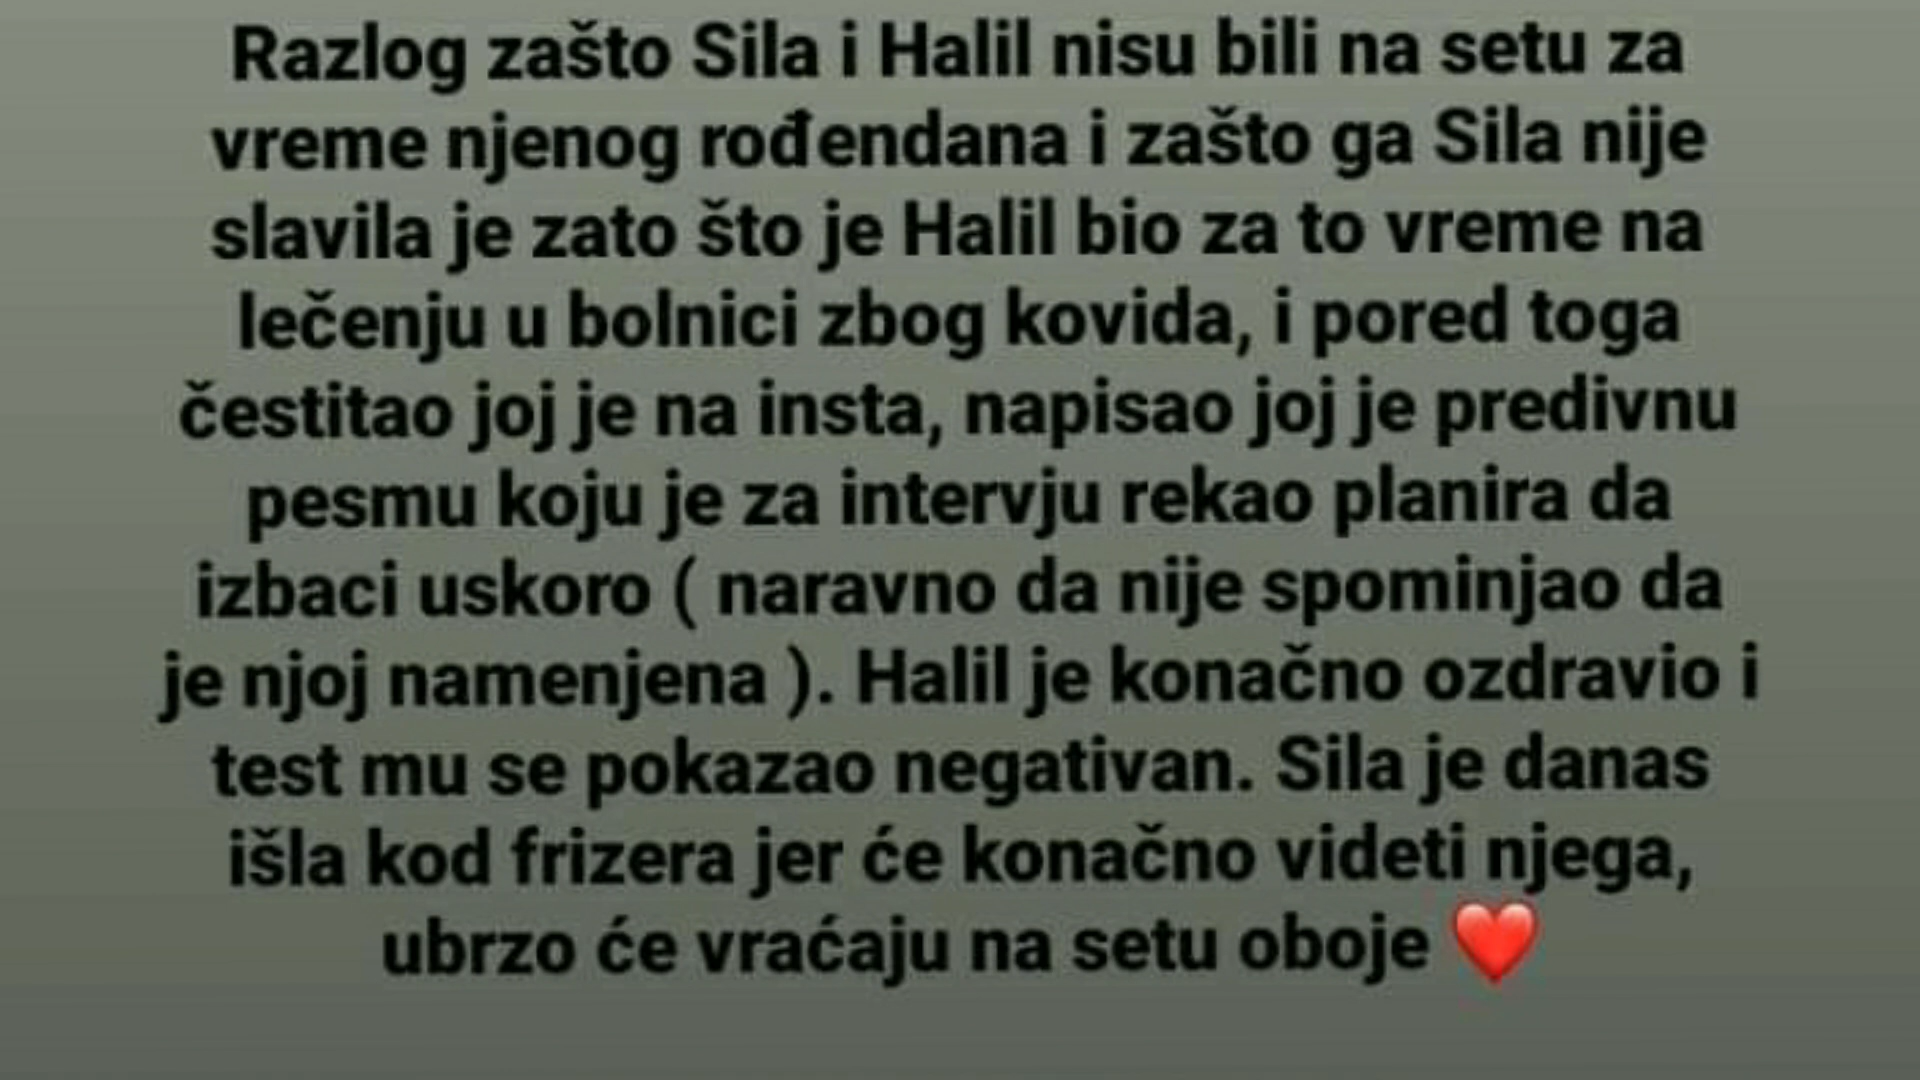 Razlog zašto Sila i Halil nisu bili na setu za
vreme njenog rođendana i zašto ga Sila nije
slavila je zato što je Halil bio za to vreme na
lečenju u bolnici zbog kovida, i pored toga
čestitao joj je na insta, napisao joj je predivnu
pesmu koju je za intervju rekao planira da
izbaci uskoro ( naravno da nije spominjao da
je njoj namenjena ). Halil je konačno ozdravio i
test mu se pokazao negativan. Sila je danas
išla kod frizera jer će konačno videti njega,
ubrzo će vraćaju na setu oboje ❤️